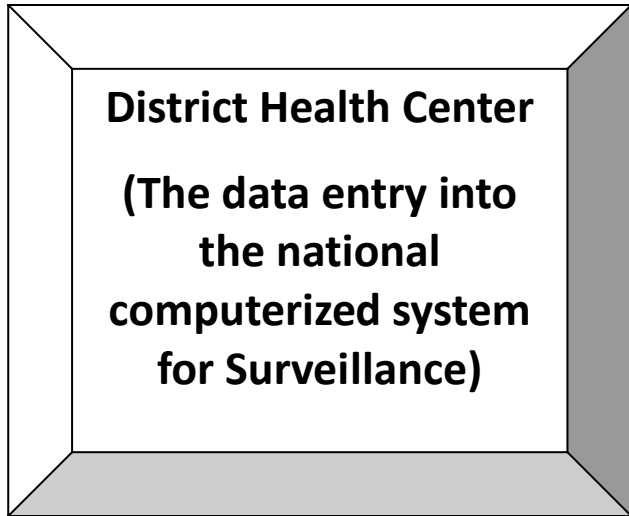 District Health Center
(The data entry into
the national
computerized system
for Surveillance)